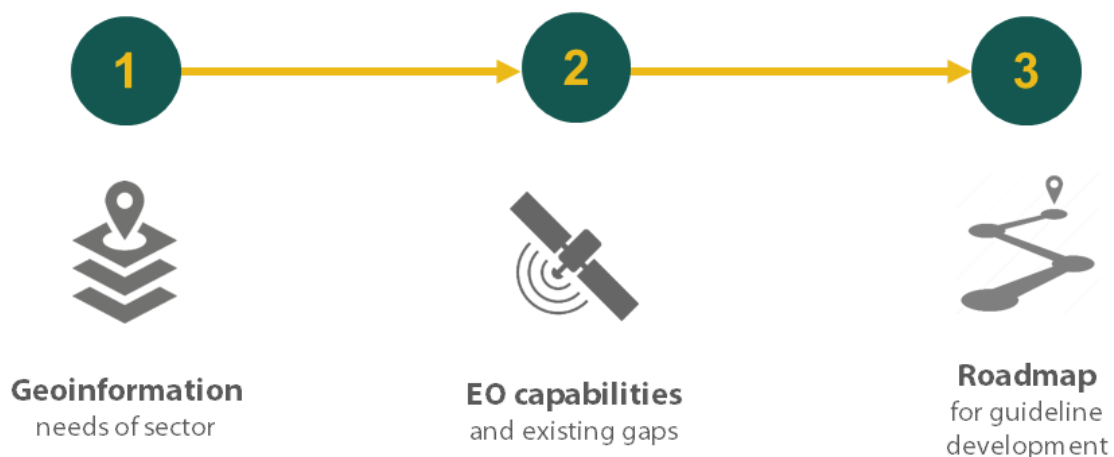 1
2
3
Geoinformation
needs of sector
EO capabilities
and existing gaps
Roadmap
for guideline
development